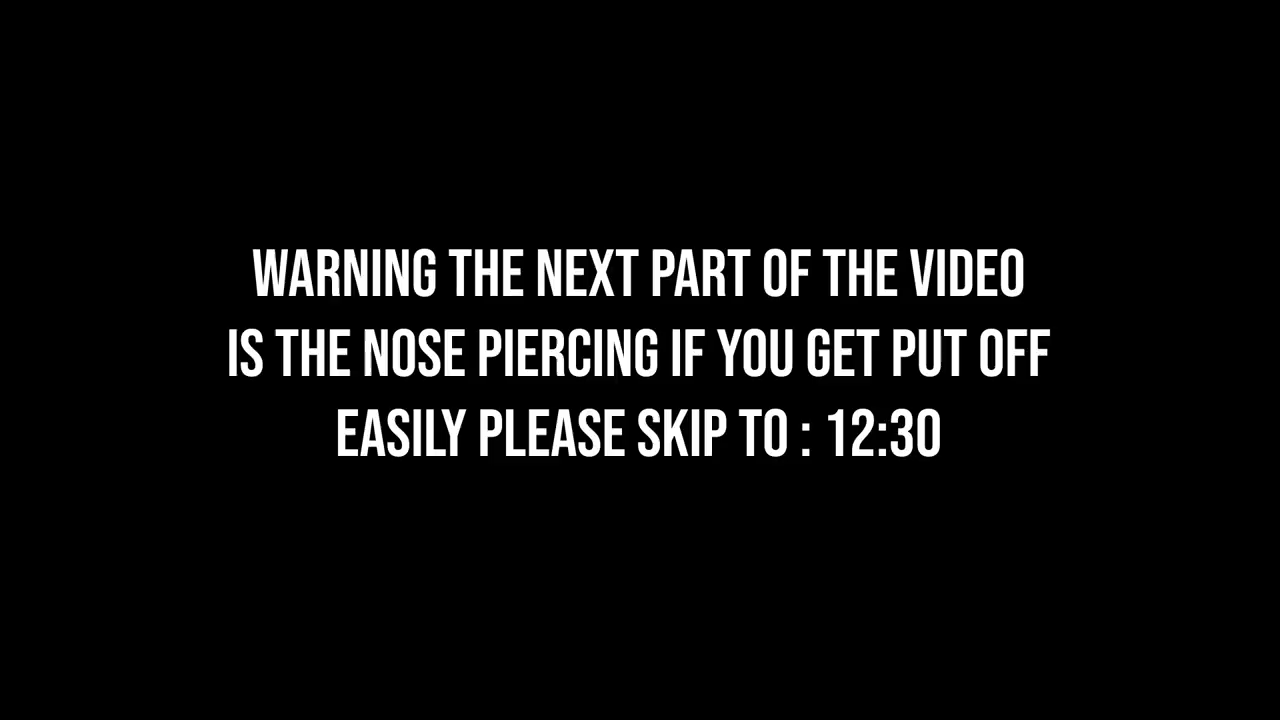 WARNING THE NEXT PART OF THE VIDEO
IS THE NOSE PIERCING IF YOU GET PUT OFF
EASILY PLEASE SKIP TO : 12:30